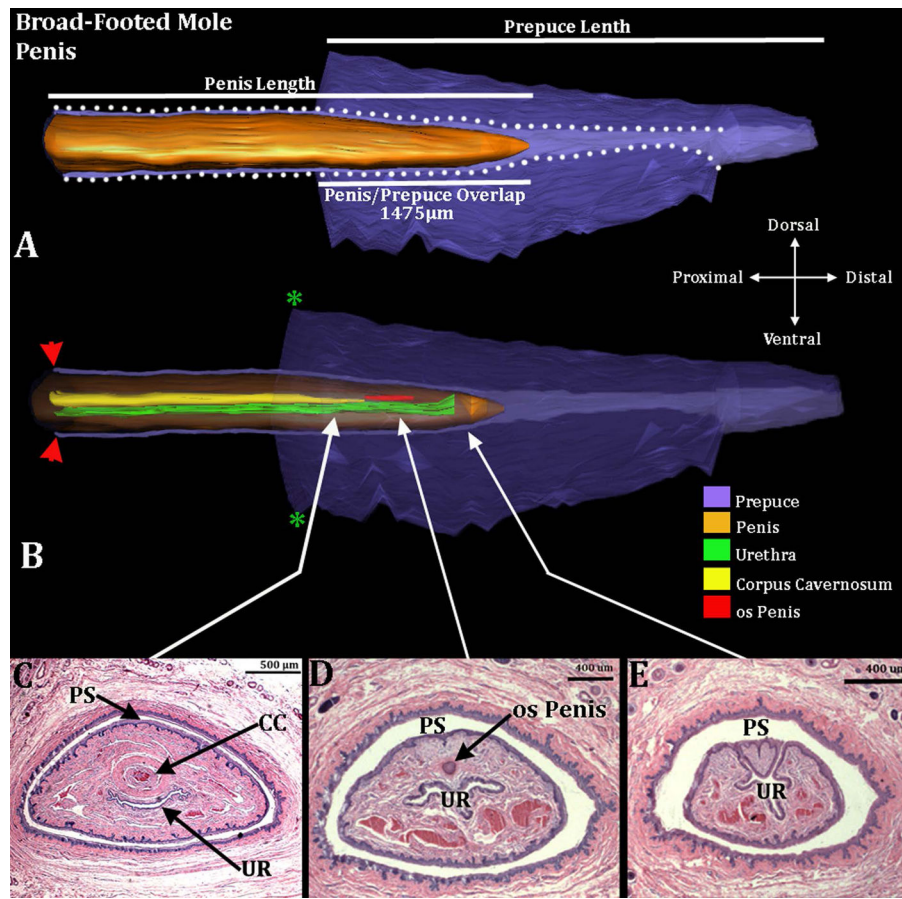 Broad-Footed Mole
Penis
Prepuce Lenth
Penis Length
Penis/Prepuce Overlap
1475µm
A
Dorsal
Proximal
Distal
Ventral
*
*
B
Prepuce
Penis
Urethra
Corpus Cavernosum
os Penis
C
500 µm
PS
CC
UR
D
400 um
PS
os Penis
UR
E
400 um
PS
UR